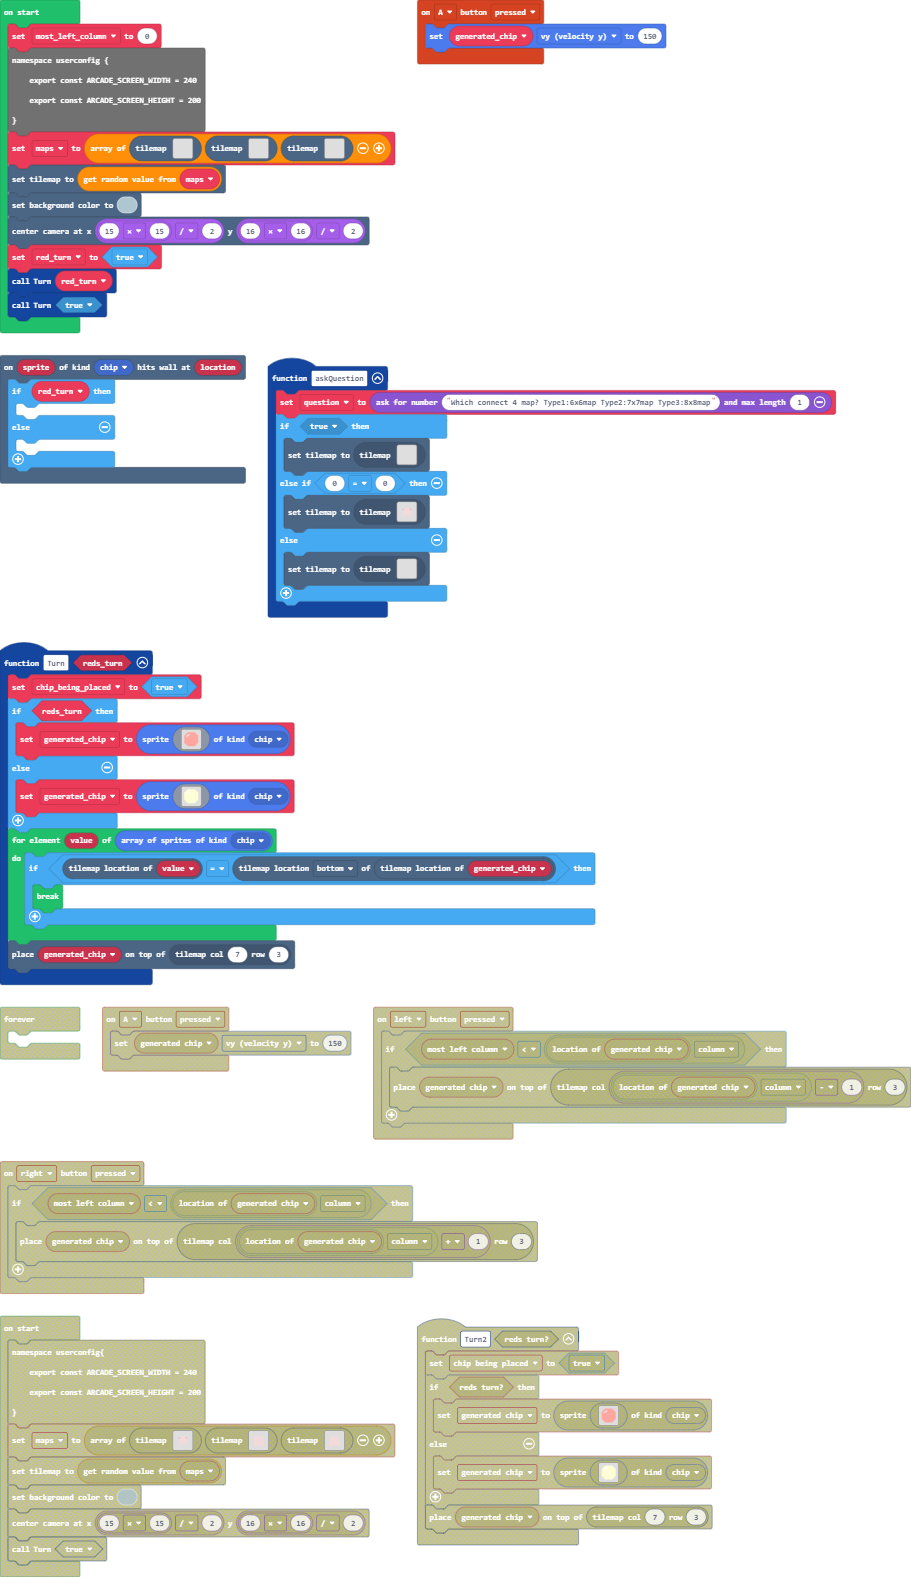 on start
set most_left_column to 0
namespace userconfig {
export const ARCADE_SCREEN_WIDTH = 240
export const ARCADE_SCREEN_HEIGHT = 200
}
set maps to array of tilemap tilemap tilemap
set tilemap to get random value from maps
set background color to
center camera at x 15 × 15 / 2 y 16 × 16 / 2
set red_turn to true
call Turn red_turn
call Turn true
on A button pressed
set generated_chip vy (velocity y) to 150
on sprite of kind chip hits wall at location
if red_turn then
else
function askQuestion
set question to ask for number "Which connect 4 map? Type1:6x6map Type2:7x7map Type3:8x8map" and max length 1
if true then
set tilemap to tilemap
else if 0 = 0 then
set tilemap to tilemap
else
set tilemap to tilemap
function Turn reds_turn
set chip_being_placed to true
if reds_turn then
set generated_chip to sprite of kind chip
else
set generated_chip to sprite of kind chip
for element value of array of sprites of kind chip
do
if tilemap location of value = tilemap location bottom of tilemap location of generated_chip then
break
place generated_chip on top of tilemap col 7 row 3
forever
on A button pressed
set generated chip vy (velocity y) to 150
on left button pressed
if most left column < location of generated chip column then
place generated chip on top of tilemap col location of generated chip column - 1 row 3
on right button pressed
if most left column < location of generated chip column then
place generated chip on top of tilemap col location of generated chip column + 1 row 3
on start
namespace userconfig{
export const ARCADE_SCREEN_WIDTH = 240
export const ARCADE_SCREEN_HEIGHT = 200
}
set maps to array of tilemap tilemap tilemap
set tilemap to get random value from maps
set background color to
center camera at x 15 × 15 / 2 y 16 × 16 / 2
call Turn true
function Turn2 reds turn?
set chip being placed to true
if reds turn? then
set generated chip to sprite of kind chip
else
set generated chip to sprite of kind chip
place generated chip on top of tilemap col 7 row 3